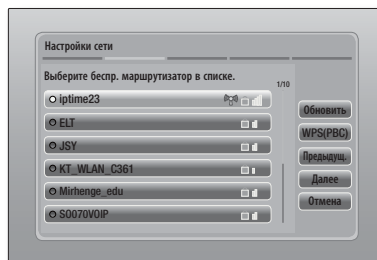 Настройки сети
Выберите беспр. маршрутизатор в списке.
1/10
iptime23
ELT
JSY
KT_WLAN_C361
Mirhenge_edu
SO070VOIP
Обновить
WPS(PBC)
Предыдущ.
Далее
Отмена